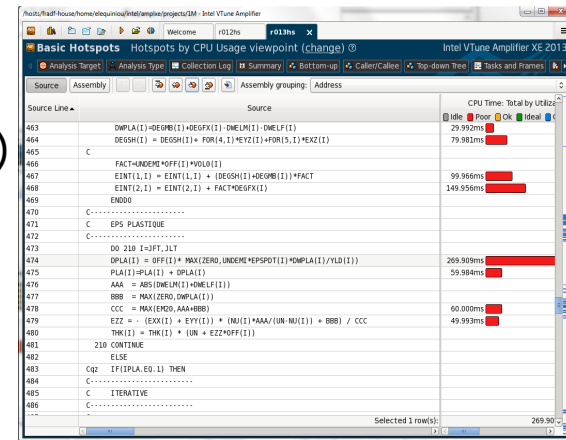 /hosts/fradf-house/home/elequiniou/intel/amplxe/projects/1M - Intel VTune Amplifier
Welcome r012hs r013hs X
Basic Hotspots Hotspots by CPU Usage viewpoint (change) Intel VTune Amplifier XE 2013
Analysis Target Analysis Type Collection Log Summary Bottom-up Caller/Callee Top-down Tree Tasks and Frames
Source Assembly Assembly grouping: Address
Source Line Source CPU Time: Total by Utiliza
Idle Poor Ok Ideal
463 DWPLA(I)=DEGMB(I)+DEGFX(I)-DWELM(I)-DWELF(I) 29.992ms
464 DEGSH(I) = DEGSH(I)+ FOR(4,I)*EYZ(I)+FOR(5,I)*EXZ(I) 79.981ms
465 C
466 FACT=UNDEMI*OFF(I)*VOL0(I)
467 EINT(1,I) = EINT(1,I) + (DEGSH(I)+DEGMB(I))*FACT 99.966ms
468 EINT(2,I) = EINT(2,I) + FACT*DEGFX(I) 149.956ms
469 ENDDO
470 C-----------------------
471 C EPS PLASTIQUE
472 C-----------------------
473 DO 210 I=JFT,JLT
474 DPLA(I) = OFF(I)* MAX(ZERO,UNDEMI*EPSPDT(I)*DWPLA(I)/YLD(I)) 269.909ms
475 PLA(I)=PLA(I) + DPLA(I) 59.984ms
476 AAA = ABS(DWELM(I)+DWELF(I))
477 BBB = MAX(ZERO,DWPLA(I))
478 CCC = MAX(EM20,AAA+BBB) 60.000ms
479 EZZ = - (EXX(I) + EYY(I)) * (NU(I)*AAA/(UN-NU(I)) + BBB) / CCC 49.993ms
480 THK(I) = THK(I) * (UN + EZZ*OFF(I))
481 210 CONTINUE
482 ELSE
483 Cqz IF(IPLA.EQ.1) THEN
484 C-------------------------
485 C ITERATIVE
486 C-------------------------
Selected 1 row(s): 269.90